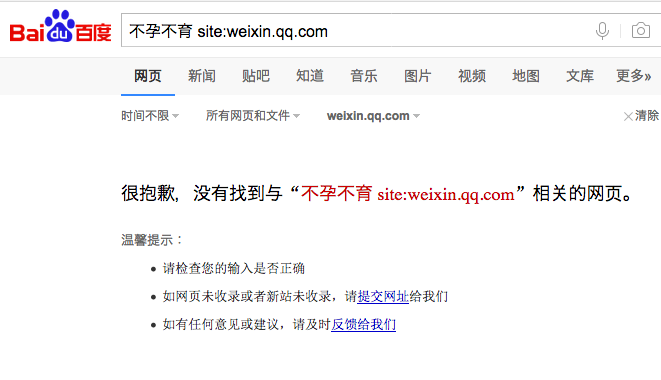 Bai du 百度 不孕不育 site:weixin.qq.com
网页 新闻 贴吧 知道 音乐 图片 视频 地图 文库 更多»
时间不限 所有网页和文件 weixin.qq.com 清除
很抱歉，没有找到与“不孕不育 site:weixin.qq.com”相关的网页。
温馨提示：
请检查您的输入是否正确
如网页未收录或者新站未收录，请提交网址给我们
如有任何意见或建议，请及时反馈给我们